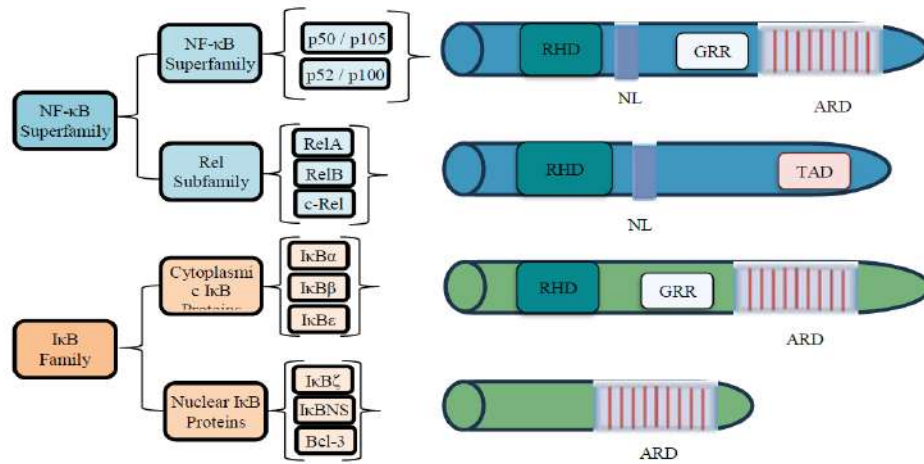 NF-κB
Superfamily
NF-κB
Superfamily
p50 / p105
p52 / p100
RHD
GRR
NL
ARD
Rel
Subfamily
RelA
RelB
c-Rel
RHD
TAD
NL
IκB
Family
Cytoplasmi
c IκB
Proteins
IκBα
IκBβ
IκBε
RHD
GRR
ARD
Nuclear IκB
Proteins
IκBζ
IκBNS
Bcl-3
ARD